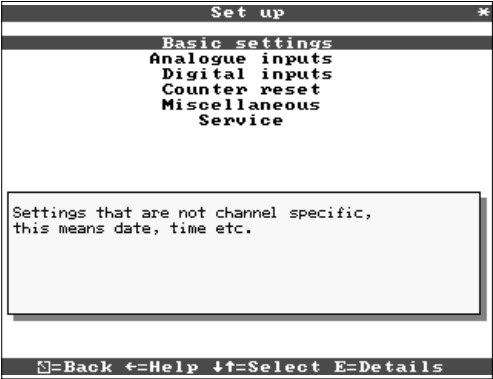 Set up *
Basic settings
Analogue inputs
Digital inputs
Counter reset
Miscellaneous
Service
Settings that are not channel specific,
this means date, time etc.
⇱=Back ←=Help ↓↑=Select E=Details